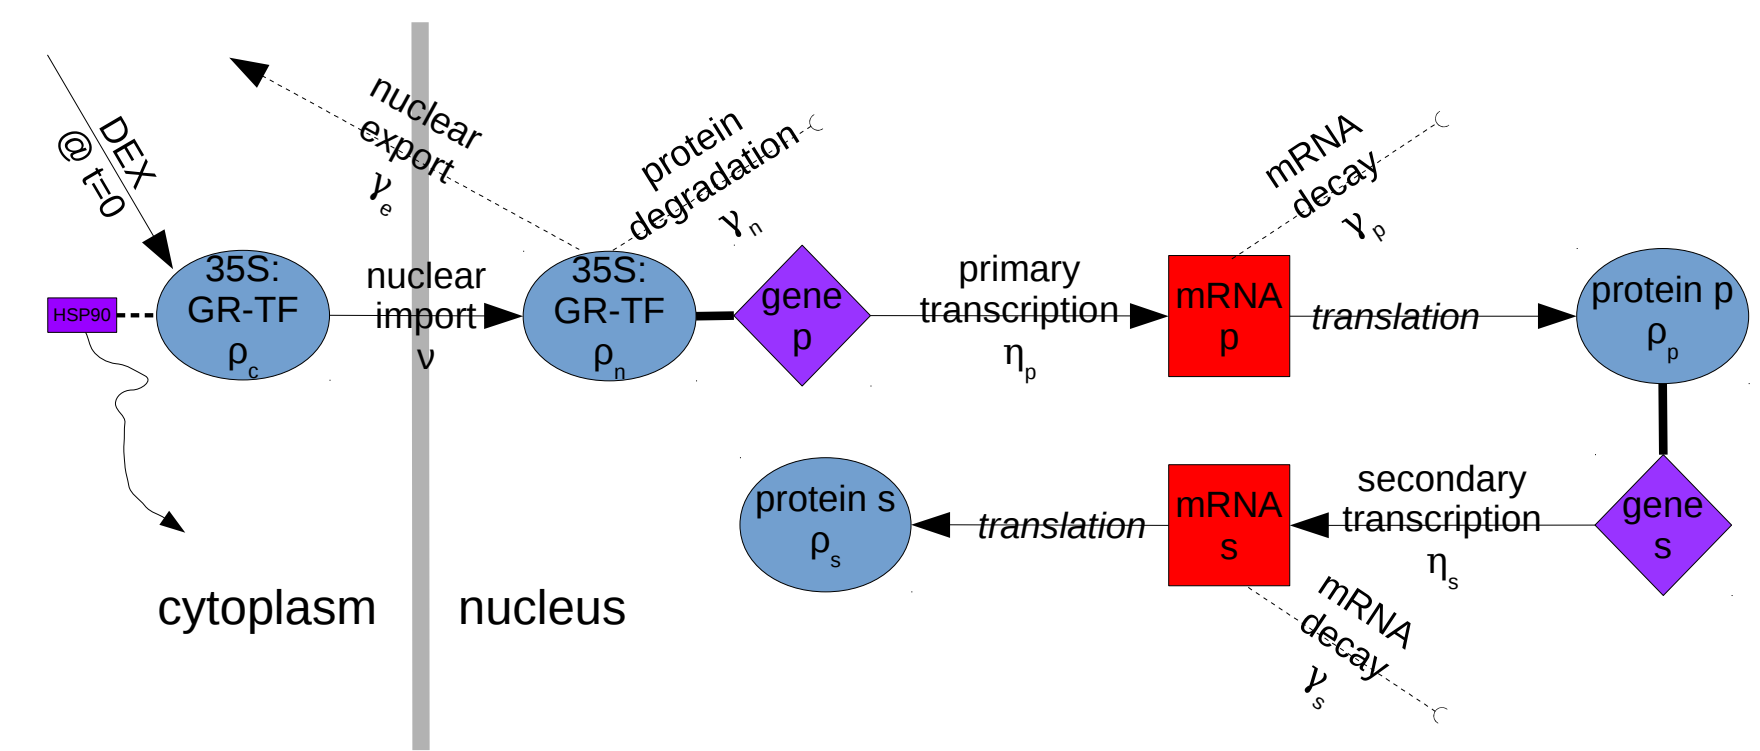 DEX
@ t=0
HSP90
35S:
GR-TF
ρc
nuclear
export
γe
nuclear
import
ν
protein
degradation
γn
35S:
GR-TF
ρn
gene
p
primary
transcription
ηp
mRNA
decay
γp
mRNA
p
translation
protein p
ρp
gene
s
secondary
transcription
ηs
mRNA
s
mRNA
decay
γs
translation
protein s
ρs
cytoplasm
nucleus